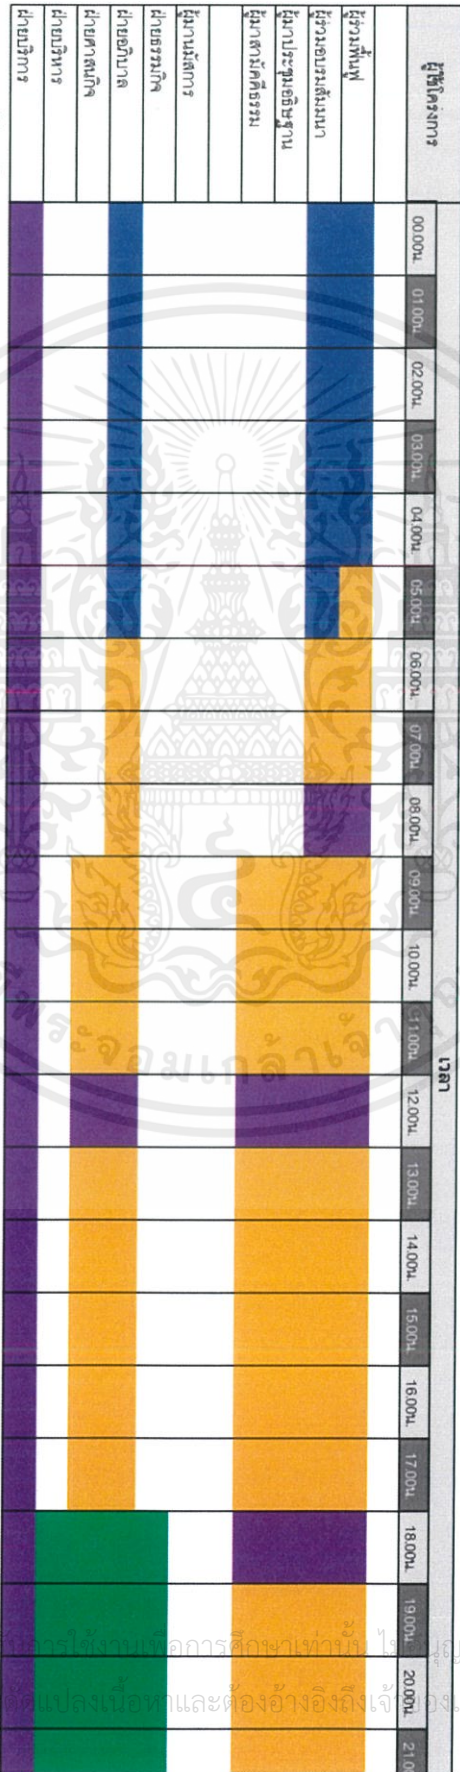 ผู้ใช้โครงการ
เวลา
00.00น.
01.00น.
02.00น.
03.00น.
04.00น.
05.00น.
06.00น.
07.00น.
08.00น.
09.00น.
10.00น.
11.00น.
12.00น.
13.00น.
14.00น.
15.00น.
16.00น.
17.00น.
18.00น.
19.00น.
20.00น.
21.0
ผู้ร่วมฟื้นฟู
ผู้ร่วมอบรมสัมมนา
ผู้มาประชุมอธิษฐาน
ผู้มาสามัคคีธรรม
ผู้มานมัสการ
ฝ่ายธรรมกิจ
ฝ่ายอภิบาล
ฝ่ายศาสนกิจ
ฝ่ายบริหาร
ฝ่ายบริการ
พระจอมเกล้าเจ้า
การใช้งานเพื่อการศึกษาเท่านั้น
แปลงเนื้อหาและต้องอ้างอิงถึงเจ้าของ